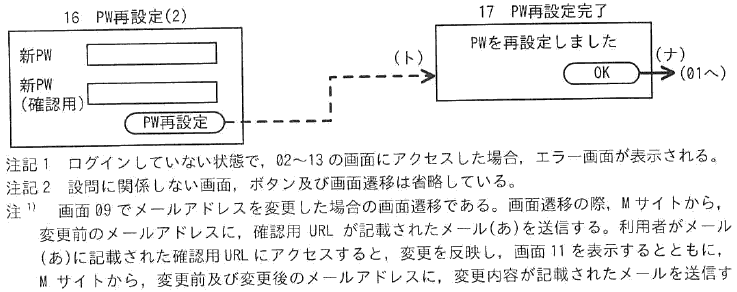 16 PW再設定(2)
17 PW再設定完了
新PW
新PW
(確認用)
PW再設定
(ト)
PWを再設定しました
OK
(ナ)
(01へ)
注記1 ログインしていない状態で，02～13の画面にアクセスした場合，エラー画面が表示される。
注記2 設問に関係しない画面，ボタン及び画面遷移は省略している。
注1) 画面09でメールアドレスを変更した場合の画面遷移である。画面遷移の際，Mサイトから，
変更前のメールアドレスに，確認用URLが記載されたメール(あ)を送信する。利用者がメール
(あ)に記載された確認用URLにアクセスすると，変更を反映し，画面11を表示するとともに，
Mサイトから，変更前及び変更後のメールアドレスに，変更内容が記載されたメールを送信す